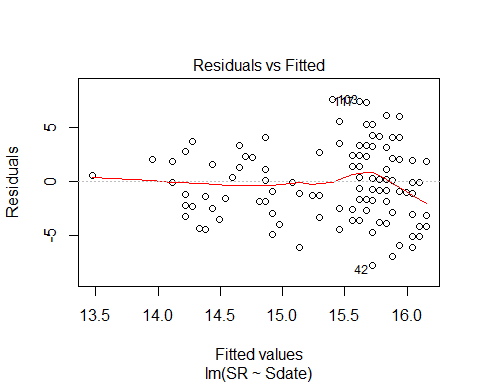 Residuals vs Fitted
103
5
0
-5
Residuals
42
13.5 14.0 14.5 15.0 15.5 16.0
Fitted values
lm(SR ~ Sdate)